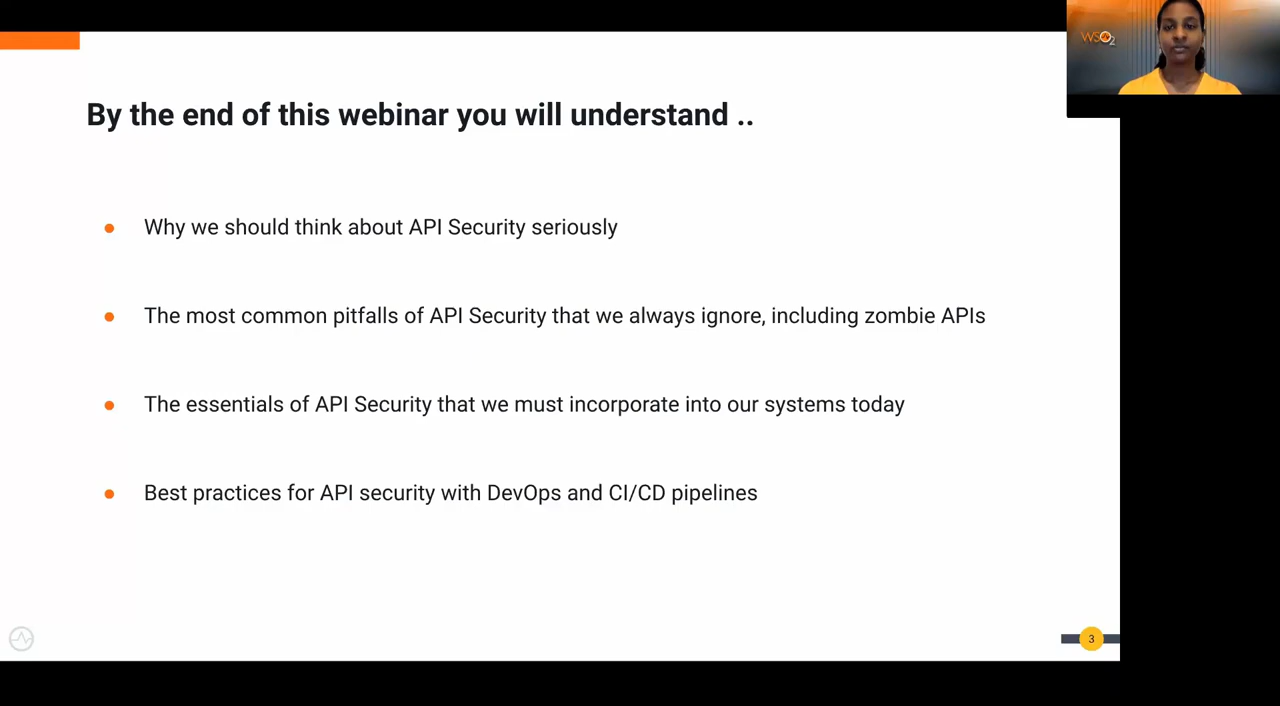 WSO2
By the end of this webinar you will understand ..
Why we should think about API Security seriously
The most common pitfalls of API Security that we always ignore, including zombie APIs
The essentials of API Security that we must incorporate into our systems today
Best practices for API security with DevOps and CI/CD pipelines
3